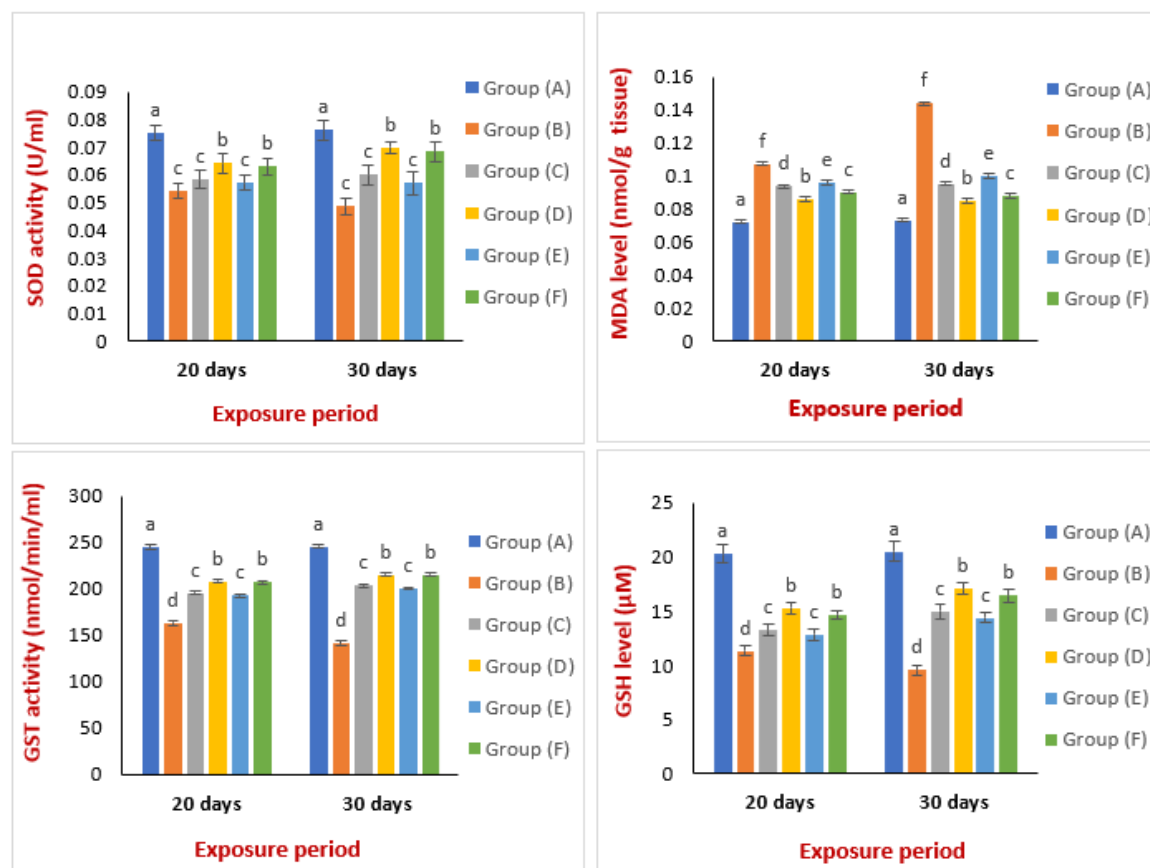 SOD activity (U/ml)
0.09
0.08
0.07
0.06
0.05
0.04
0.03
0.02
0.01
0
a
c
c
b
c
b
a
c
c
b
c
b
20 days
30 days
Exposure period
Group (A)
Group (B)
Group (C)
Group (D)
Group (E)
Group (F)
MDA level (nmol/g tissue)
0.16
0.14
0.12
0.1
0.08
0.06
0.04
0.02
0
a
f
d
b
e
c
a
f
d
b
e
c
20 days
30 days
Exposure period
Group (A)
Group (B)
Group (C)
Group (D)
Group (E)
Group (F)
GST activity (nmol/min/ml)
300
250
200
150
100
50
0
a
d
c
b
c
b
a
d
c
b
c
b
20 days
30 days
Exposure period
Group (A)
Group (B)
Group (C)
Group (D)
Group (E)
Group (F)
GSH level (µM)
25
20
15
10
5
0
a
d
c
b
c
b
a
d
c
b
c
b
20 days
30 days
Exposure period
Group (A)
Group (B)
Group (C)
Group (D)
Group (E)
Group (F)